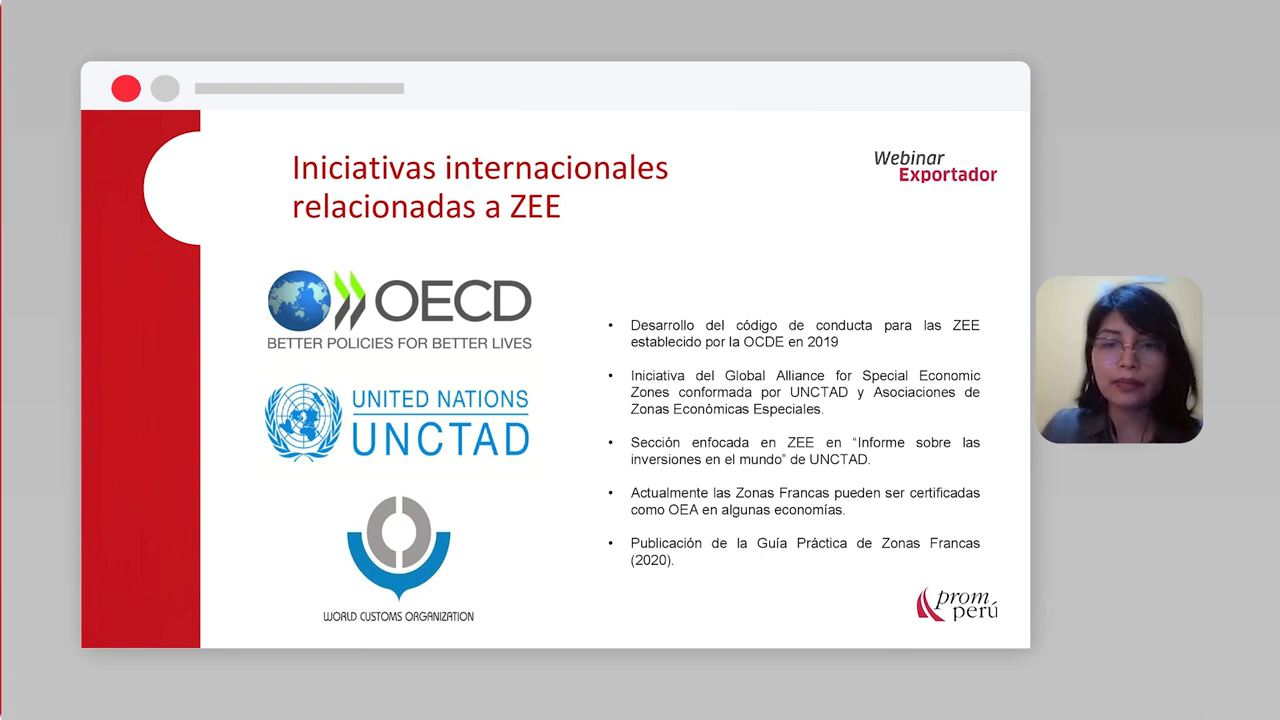 Iniciativas internacionales
relacionadas a ZEE
Webinar
Exportador
OECD
BETTER POLICIES FOR BETTER LIVES
UNITED NATIONS
UNCTAD
WORLD CUSTOMS ORGANIZATION
• Desarrollo del código de conducta para las ZEE
establecido por la OCDE en 2019
• Iniciativa del Global Alliance for Special Economic
Zones conformada por UNCTAD y Asociaciones de
Zonas Económicas Especiales.
• Sección enfocada en ZEE en “Informe sobre las
inversiones en el mundo” de UNCTAD.
• Actualmente las Zonas Francas pueden ser certificadas
como OEA en algunas economías.
• Publicación de la Guía Práctica de Zonas Francas
(2020).
prom
perú